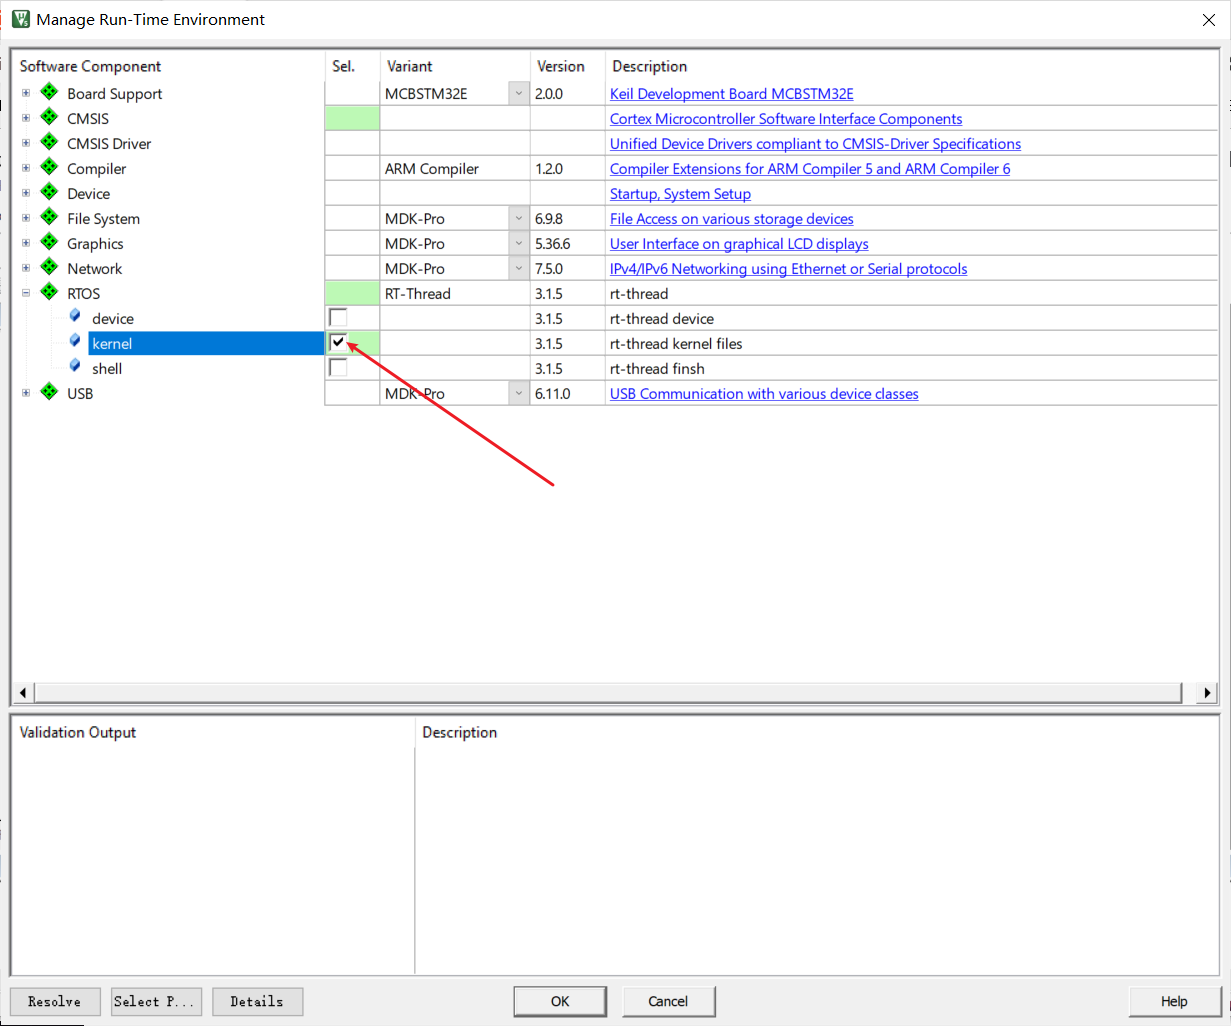 Manage Run-Time Environment
Software Component Sel. Variant Version Description
Board Support MCBSTM32E 2.0.0 Keil Development Board MCBSTM32E
CMSIS Cortex Microcontroller Software Interface Components
CMSIS Driver Unified Device Drivers compliant to CMSIS-Driver Specifications
Compiler ARM Compiler 1.2.0 Compiler Extensions for ARM Compiler 5 and ARM Compiler 6
Device Startup, System Setup
File System MDK-Pro 6.9.8 File Access on various storage devices
Graphics MDK-Pro 5.36.6 User Interface on graphical LCD displays
Network MDK-Pro 7.5.0 IPv4/IPv6 Networking using Ethernet or Serial protocols
RTOS RT-Thread 3.1.5 rt-thread
device 3.1.5 rt-thread device
kernel 3.1.5 rt-thread kernel files
shell 3.1.5 rt-thread finsh
USB MDK-Pro 6.11.0 USB Communication with various device classes
Validation Output Description
Resolve Select P... Details OK Cancel Help